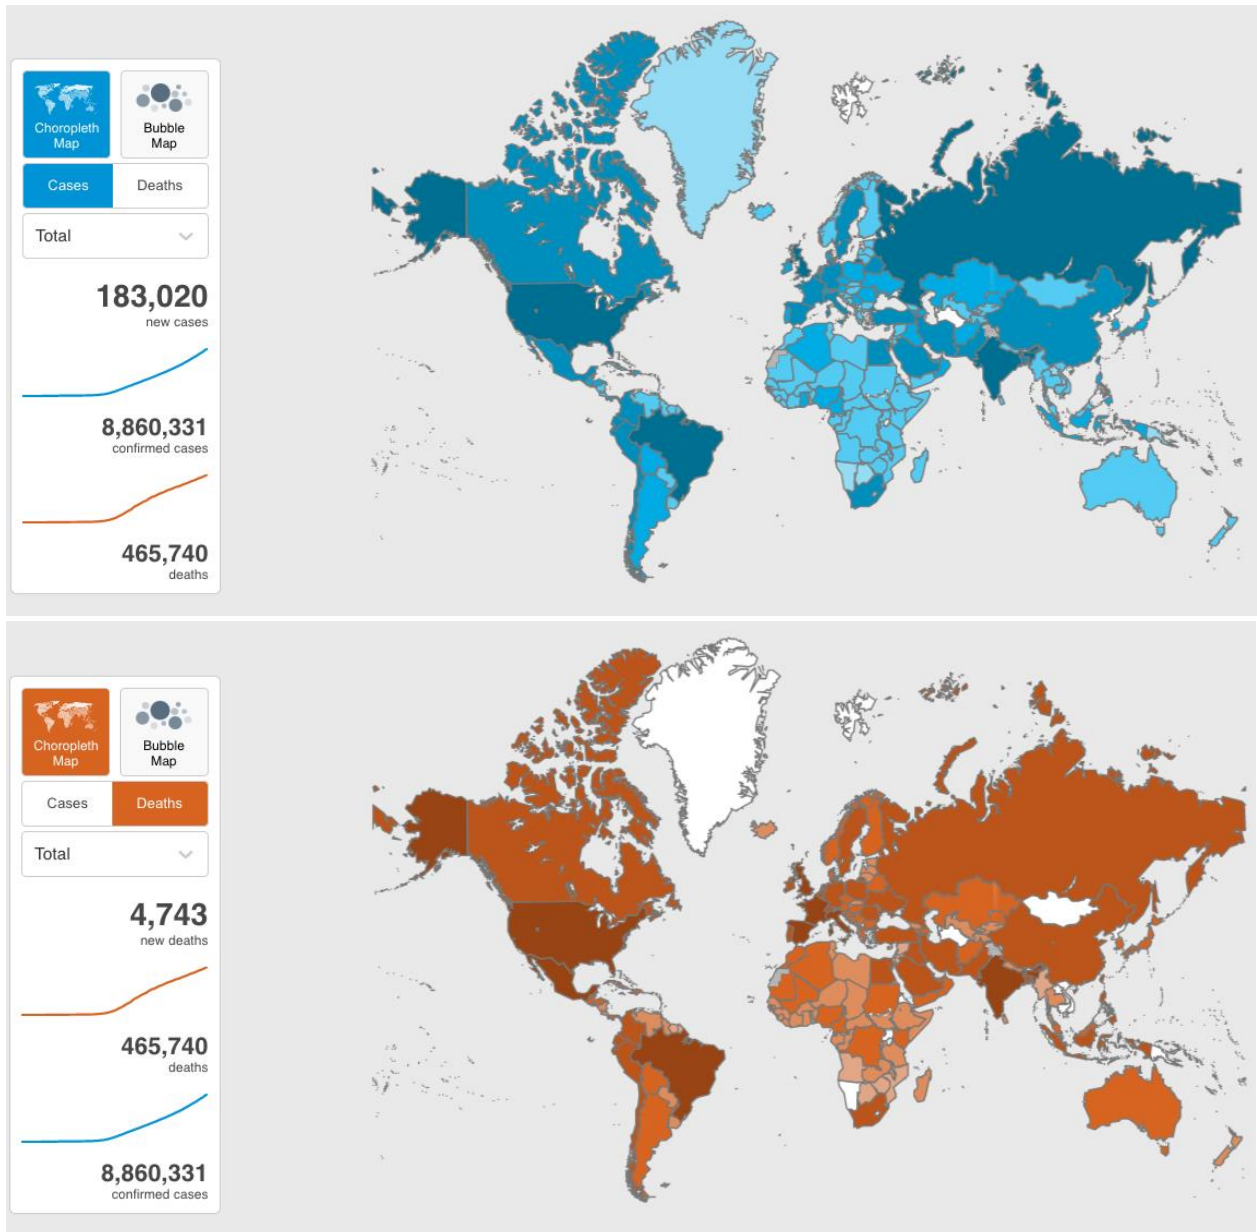 Choropleth
Map
Bubble
Map
Cases
Deaths
Total
183,020
new cases
8,860,331
confirmed cases
465,740
deaths
Choropleth
Map
Bubble
Map
Cases
Deaths
Total
4,743
new deaths
465,740
deaths
8,860,331
confirmed cases